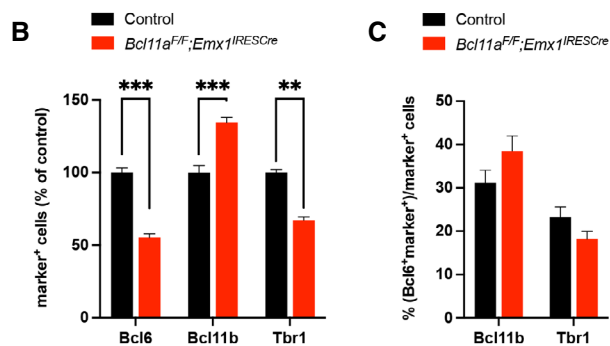 B
Control
Bcl11a^F/F;Emx1^IRESCre
marker+ cells (% of control)
150
100
50
0
***
***
**
Bcl6
Bcl11b
Tbr1
C
Control
Bcl11a^F/F;Emx1^IRESCre
% (Bcl6+marker+)/marker+ cells
50
40
30
20
10
0
Bcl11b
Tbr1